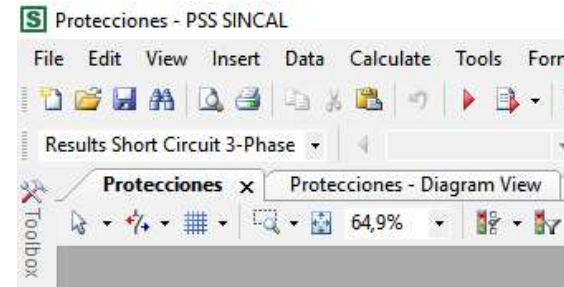 S Protecciones - PSS SINCAL
File Edit View Insert Data Calculate Tools
Results Short Circuit 3-Phase
Protecciones x Protecciones - Diagram View
64,9%
Toolbox